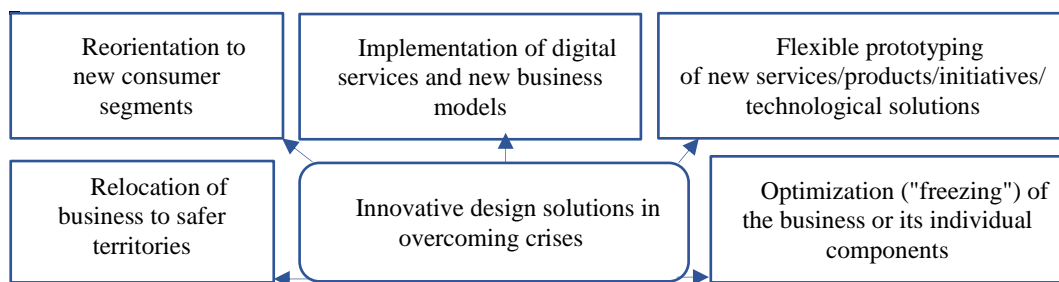 Reorientation to
new consumer
segments
Implementation of digital
services and new business
models
Flexible prototyping
of new services/products/initiatives/
technological solutions
Relocation of
business to safer
territories
Innovative design solutions in
overcoming crises
Optimization ("freezing") of
the business or its individual
components